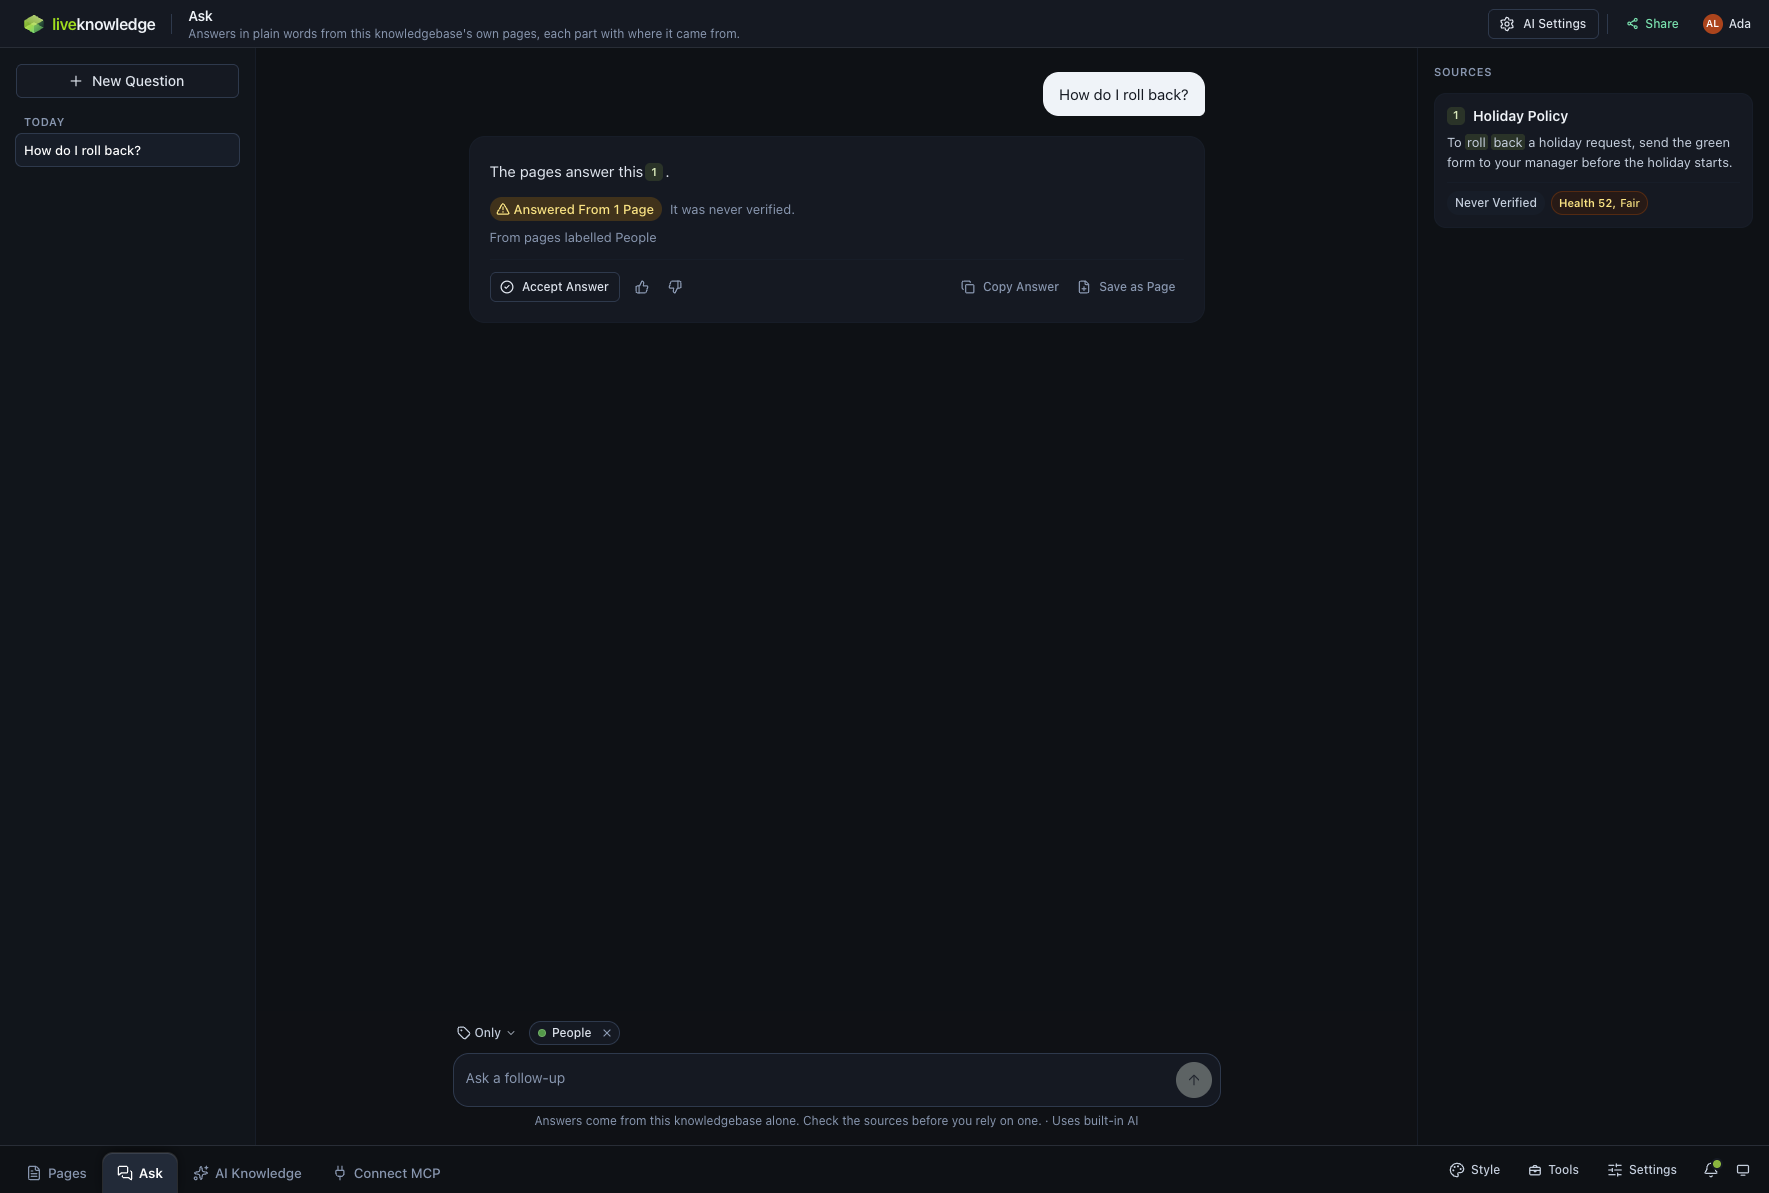 liveknowledge
Ask
Answers in plain words from this knowledgebase's own pages, each part with where it came from.
AI Settings
Share
AL
Ada
New Question
TODAY
How do I roll back?
How do I roll back?
The pages answer this 1 .
Answered From 1 Page It was never verified.
From pages labelled People
Accept Answer
Copy Answer
Save as Page
SOURCES
1 Holiday Policy
To roll back a holiday request, send the green
form to your manager before the holiday starts.
Never Verified Health 52, Fair
Only
People
Ask a follow-up
Answers come from this knowledgebase alone. Check the sources before you rely on one. · Uses built-in AI
Pages
Ask
AI Knowledge
Connect MCP
Style
Tools
Settings